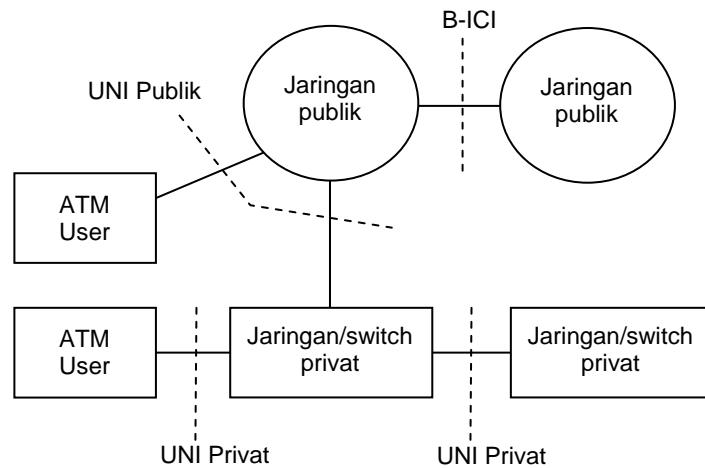 B-ICI
UNI Publik
Jaringan
publik
Jaringan
publik
ATM
User
ATM
User
Jaringan/switch
privat
Jaringan/switch
privat
UNI Privat
UNI Privat